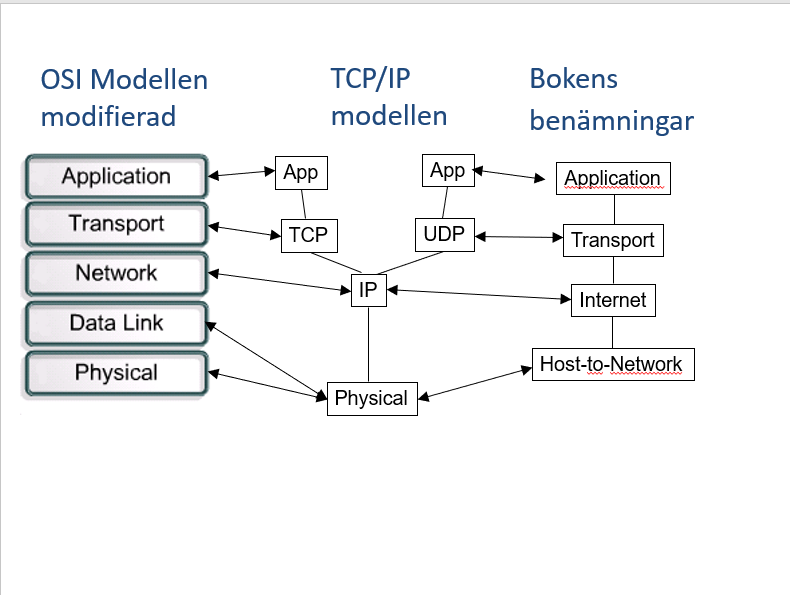 OSI Modellen
modifierad
TCP/IP
modellen
Bokens
benämningar
Application
Transport
Network
Data Link
Physical
App
TCP
App
UDP
IP
Physical
Application
Transport
Internet
Host-to-Network